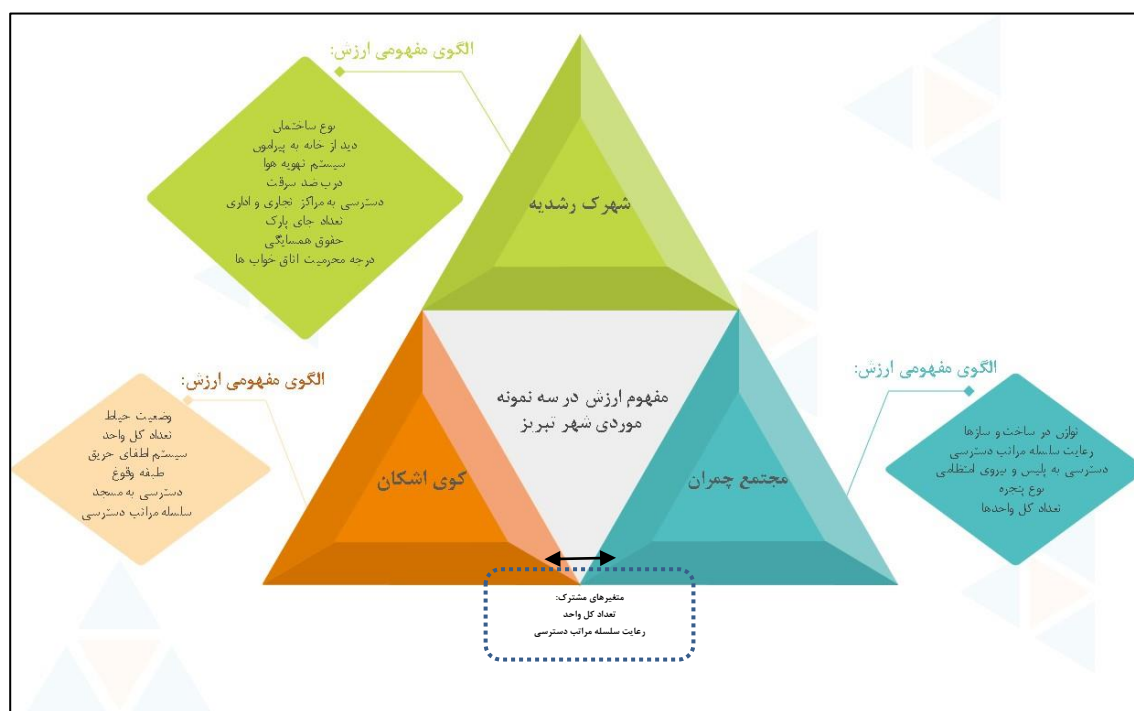 الگوی مفهومی ارزش:
نوع ساختمان
دید از خانه به پیرامون
سیستم تهویه هوا
درب ضد سرقت
دسترسی به مراکز تجاری و اداری
تعداد جای پارک
حقوق همسایگی
درجه محرمیت اتاق خواب ها
شهرک رشدیه
الگوی مفهومی ارزش:
توازن در ساخت و سازها
رعایت سلسله مراتب دسترسی
دسترسی به پلیس و نیروی انتظامی
نوع پنجره
تعداد کل واحدها
مجتمع چمران
مفهوم ارزش در سه نمونه
موردی شهر تبریز
الگوی مفهومی ارزش:
وضعیت حیاط
تعداد کل واحد
سیستم اطفای حریق
طبقه وقوع
دسترسی به مسجد
سلسله مراتب دسترسی
کوی اشکان
متغیرهای مشترک:
تعداد کل واحد
رعایت سلسله مراتب دسترسی